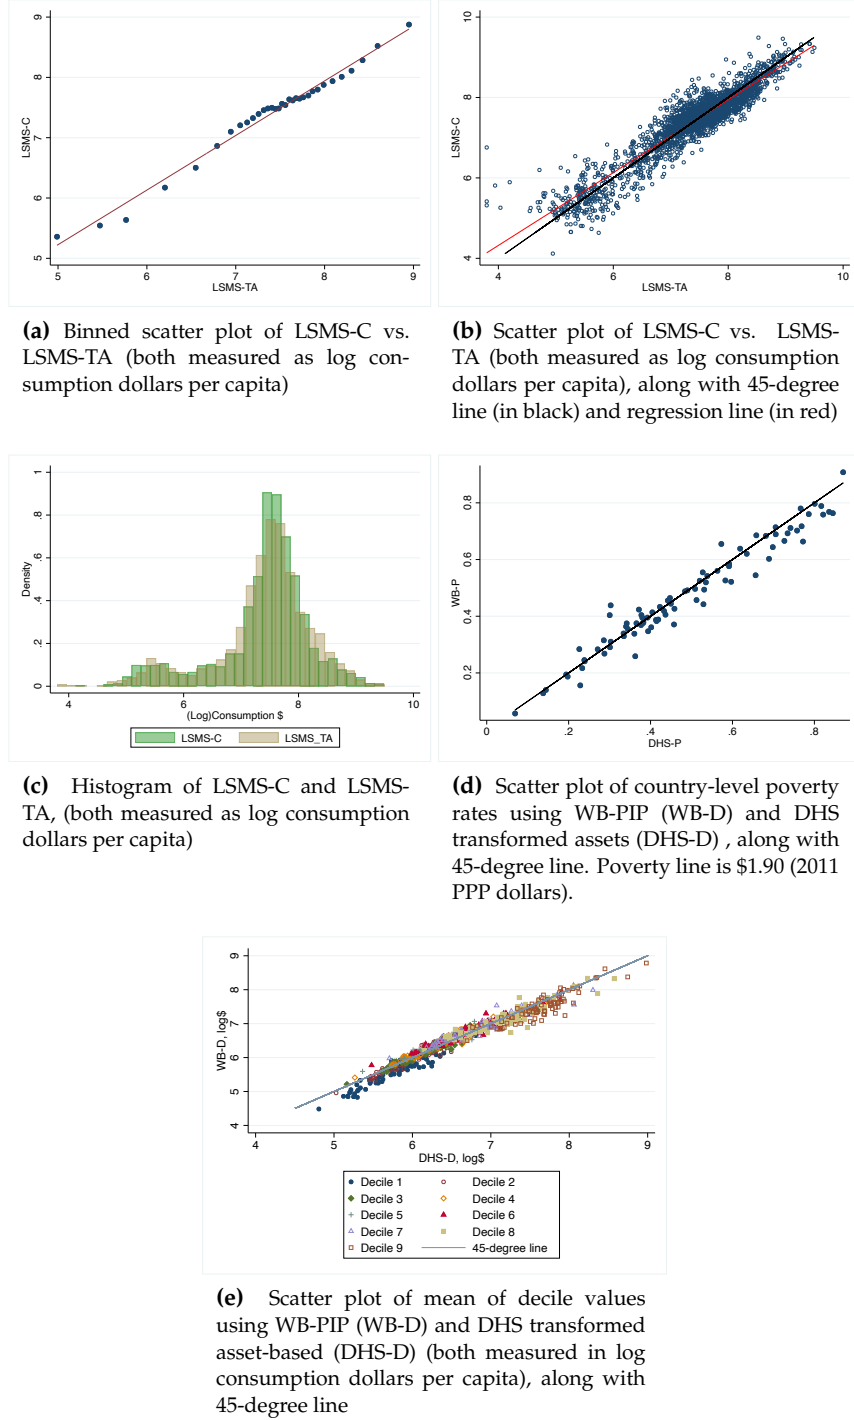 9
8
7
6
5
LSMS-C
5 6 7 8 9
LSMS-TA
10
8
6
4
LSMS-C
4 6 8 10
LSMS-TA
(a) Binned scatter plot of LSMS-C vs.
LSMS-TA (both measured as log con-
sumption dollars per capita)
(b) Scatter plot of LSMS-C vs. LSMS-
TA (both measured as log consumption
dollars per capita), along with 45-degree
line (in black) and regression line (in red)
1
.8
.6
.4
.2
0
Density
4 6 8 10
(Log)Consumption $
LSMS-C LSMS_TA
0.8
0.6
0.4
0.2
WB-P
0 .2 .4 .6 .8
DHS-P
(c) Histogram of LSMS-C and LSMS-
TA, (both measured as log consumption
dollars per capita)
(d) Scatter plot of country-level poverty
rates using WB-PIP (WB-D) and DHS
transformed assets (DHS-D) , along with
45-degree line. Poverty line is $1.90 (2011
PPP dollars).
9
8
7
6
5
4
WB-D, log$
4 5 6 7 8 9
DHS-D, log$
Decile 1 Decile 2
Decile 3 Decile 4
Decile 5 Decile 6
Decile 7 Decile 8
Decile 9 45-degree line
(e) Scatter plot of mean of decile values
using WB-PIP (WB-D) and DHS transformed
asset-based (DHS-D) (both measured in log
consumption dollars per capita), along with
45-degree line